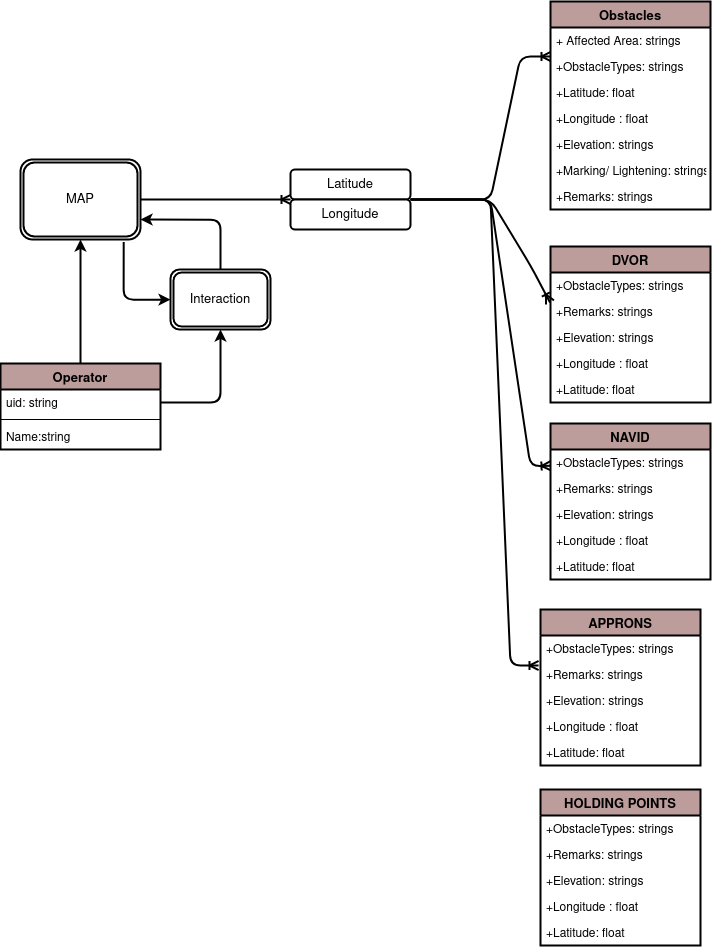 Obstacles
+ Affected Area: strings
+ObstacleTypes: strings
+Latitude: float
+Longitude : float
+Elevation: strings
+Marking/ Lightening: strings
+Remarks: strings
MAP
Latitude
Longitude
Interaction
Operator
uid: string
Name:string
DVOR
+ObstacleTypes: strings
+Remarks: strings
+Elevation: strings
+Longitude : float
+Latitude: float
NAVID
+ObstacleTypes: strings
+Remarks: strings
+Elevation: strings
+Longitude : float
+Latitude: float
APPRONS
+ObstacleTypes: strings
+Remarks: strings
+Elevation: strings
+Longitude : float
+Latitude: float
HOLDING POINTS
+ObstacleTypes: strings
+Remarks: strings
+Elevation: strings
+Longitude : float
+Latitude: float